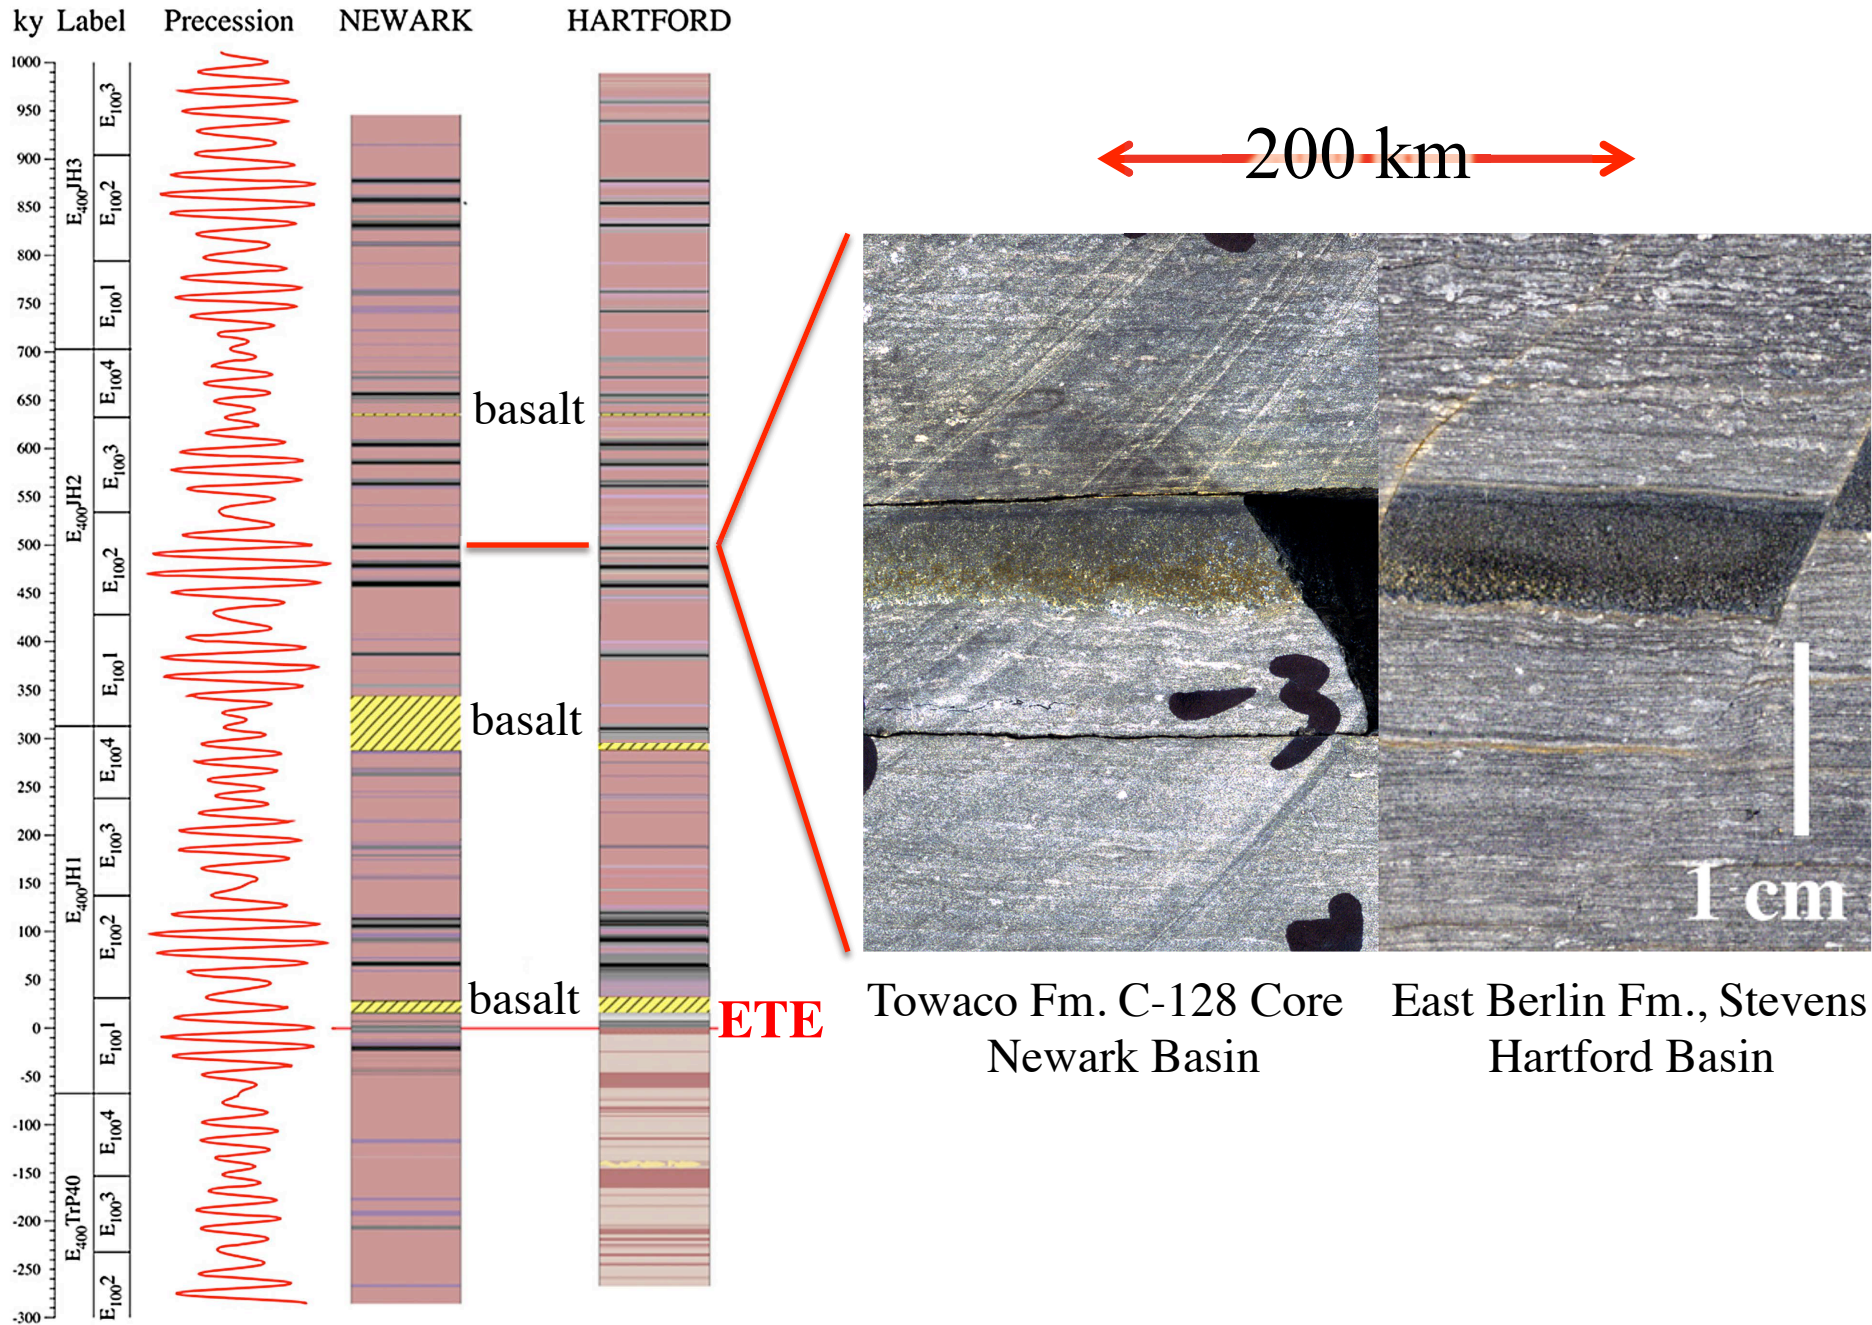 ky Label Precession NEWARK HARTFORD
1000
950
900
850
800
750
700
650
600
550
500
450
400
350
300
250
200
150
100
50
0
-50
-100
-150
-200
-250
-300
E400JH3
E400JH2
E400JH1
E400TrP40
E1003
E1002
E1001
E1004
E1003
E1002
E1001
E1004
E1003
E1002
E1001
E1004
E1003
E1002
basalt
basalt
basalt
ETE
200 km
3
1 cm
Towaco Fm. C-128 Core
Newark Basin
East Berlin Fm., Stevens
Hartford Basin